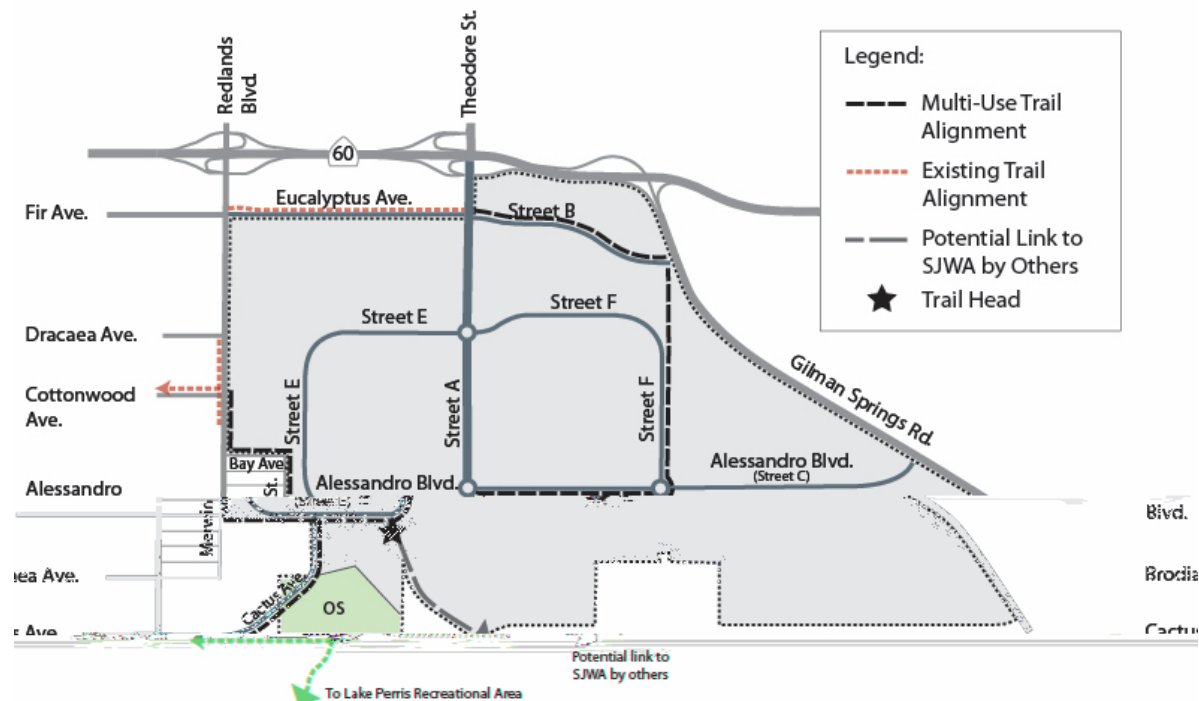 Redlands
Blvd.
Theodore St.
Legend:
Multi-Use Trail
Alignment
Existing Trail
Alignment
Potential Link to
SJWA by Others
Trail Head
60
Eucalyptus Ave.
Fir Ave.
Street B
Street F
Street E
Dracaea Ave.
Gilman Springs Rd.
Cottonwood
Ave.
Street E
Street A
Street F
Bay Ave.
St.
Alessandro Blvd.
(Street C)
Alessandro
Alessandro Blvd.
Merwin
Blvd.
Ave.
Cactus Ave.
OS
Ave.
Potential link to
SJWA by others
To Lake Perris Recreational Area